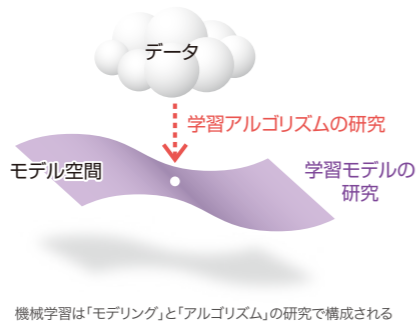 データ
学習アルゴリズムの研究
モデル空間
学習モデルの
研究
機械学習は「モデリング」と「アルゴリズム」の研究で構成される